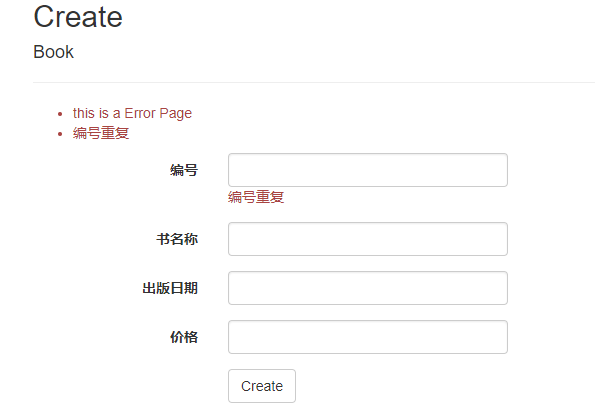 Create
Book
this is a Error Page
编号重复
编号
编号重复
书名称
出版日期
价格
Create